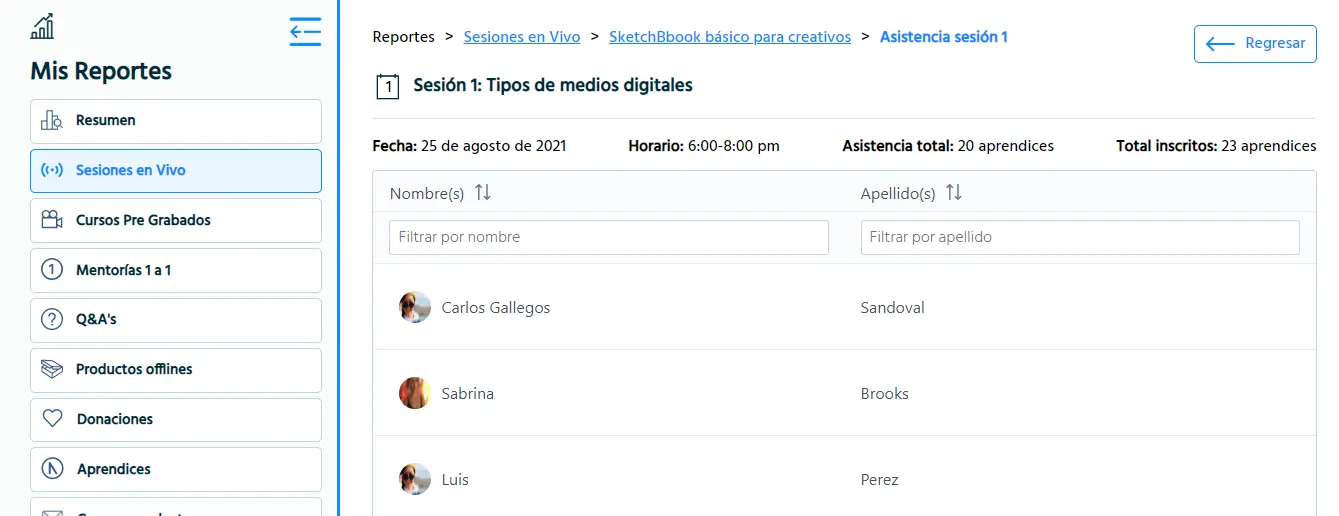 Mis Reportes
Resumen
Sesiones en Vivo
Cursos Pre Grabados
Mentorías 1 a 1
Q&A's
Productos offlines
Donaciones
Aprendices
Reportes > Sesiones en Vivo > SketchBbook básico para creativos > Asistencia sesión 1
Regresar
1 Sesión 1: Tipos de medios digitales
Fecha: 25 de agosto de 2021 Horario: 6:00-8:00 pm Asistencia total: 20 aprendices Total inscritos: 23 aprendices
Nombre(s) Apellido(s)
Filtrar por nombre Filtrar por apellido
Carlos Gallegos Sandoval
Sabrina Brooks
Luis Perez